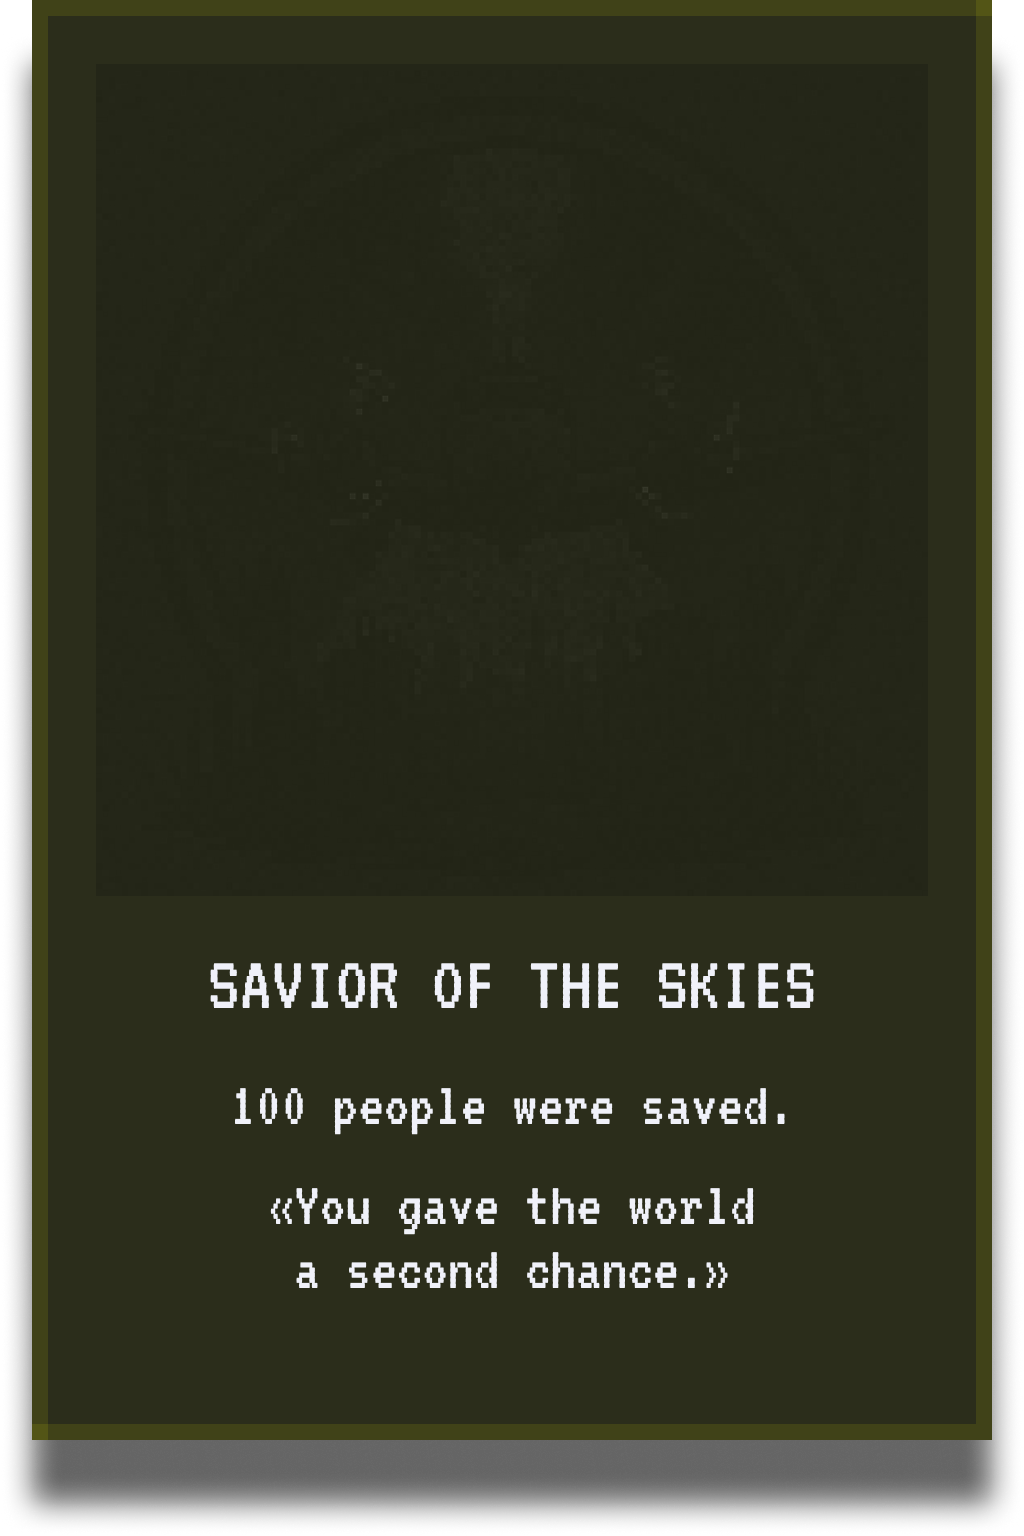 SAVIOR OF THE SKIES
100 people were saved.
«You gave the world
a second chance.»